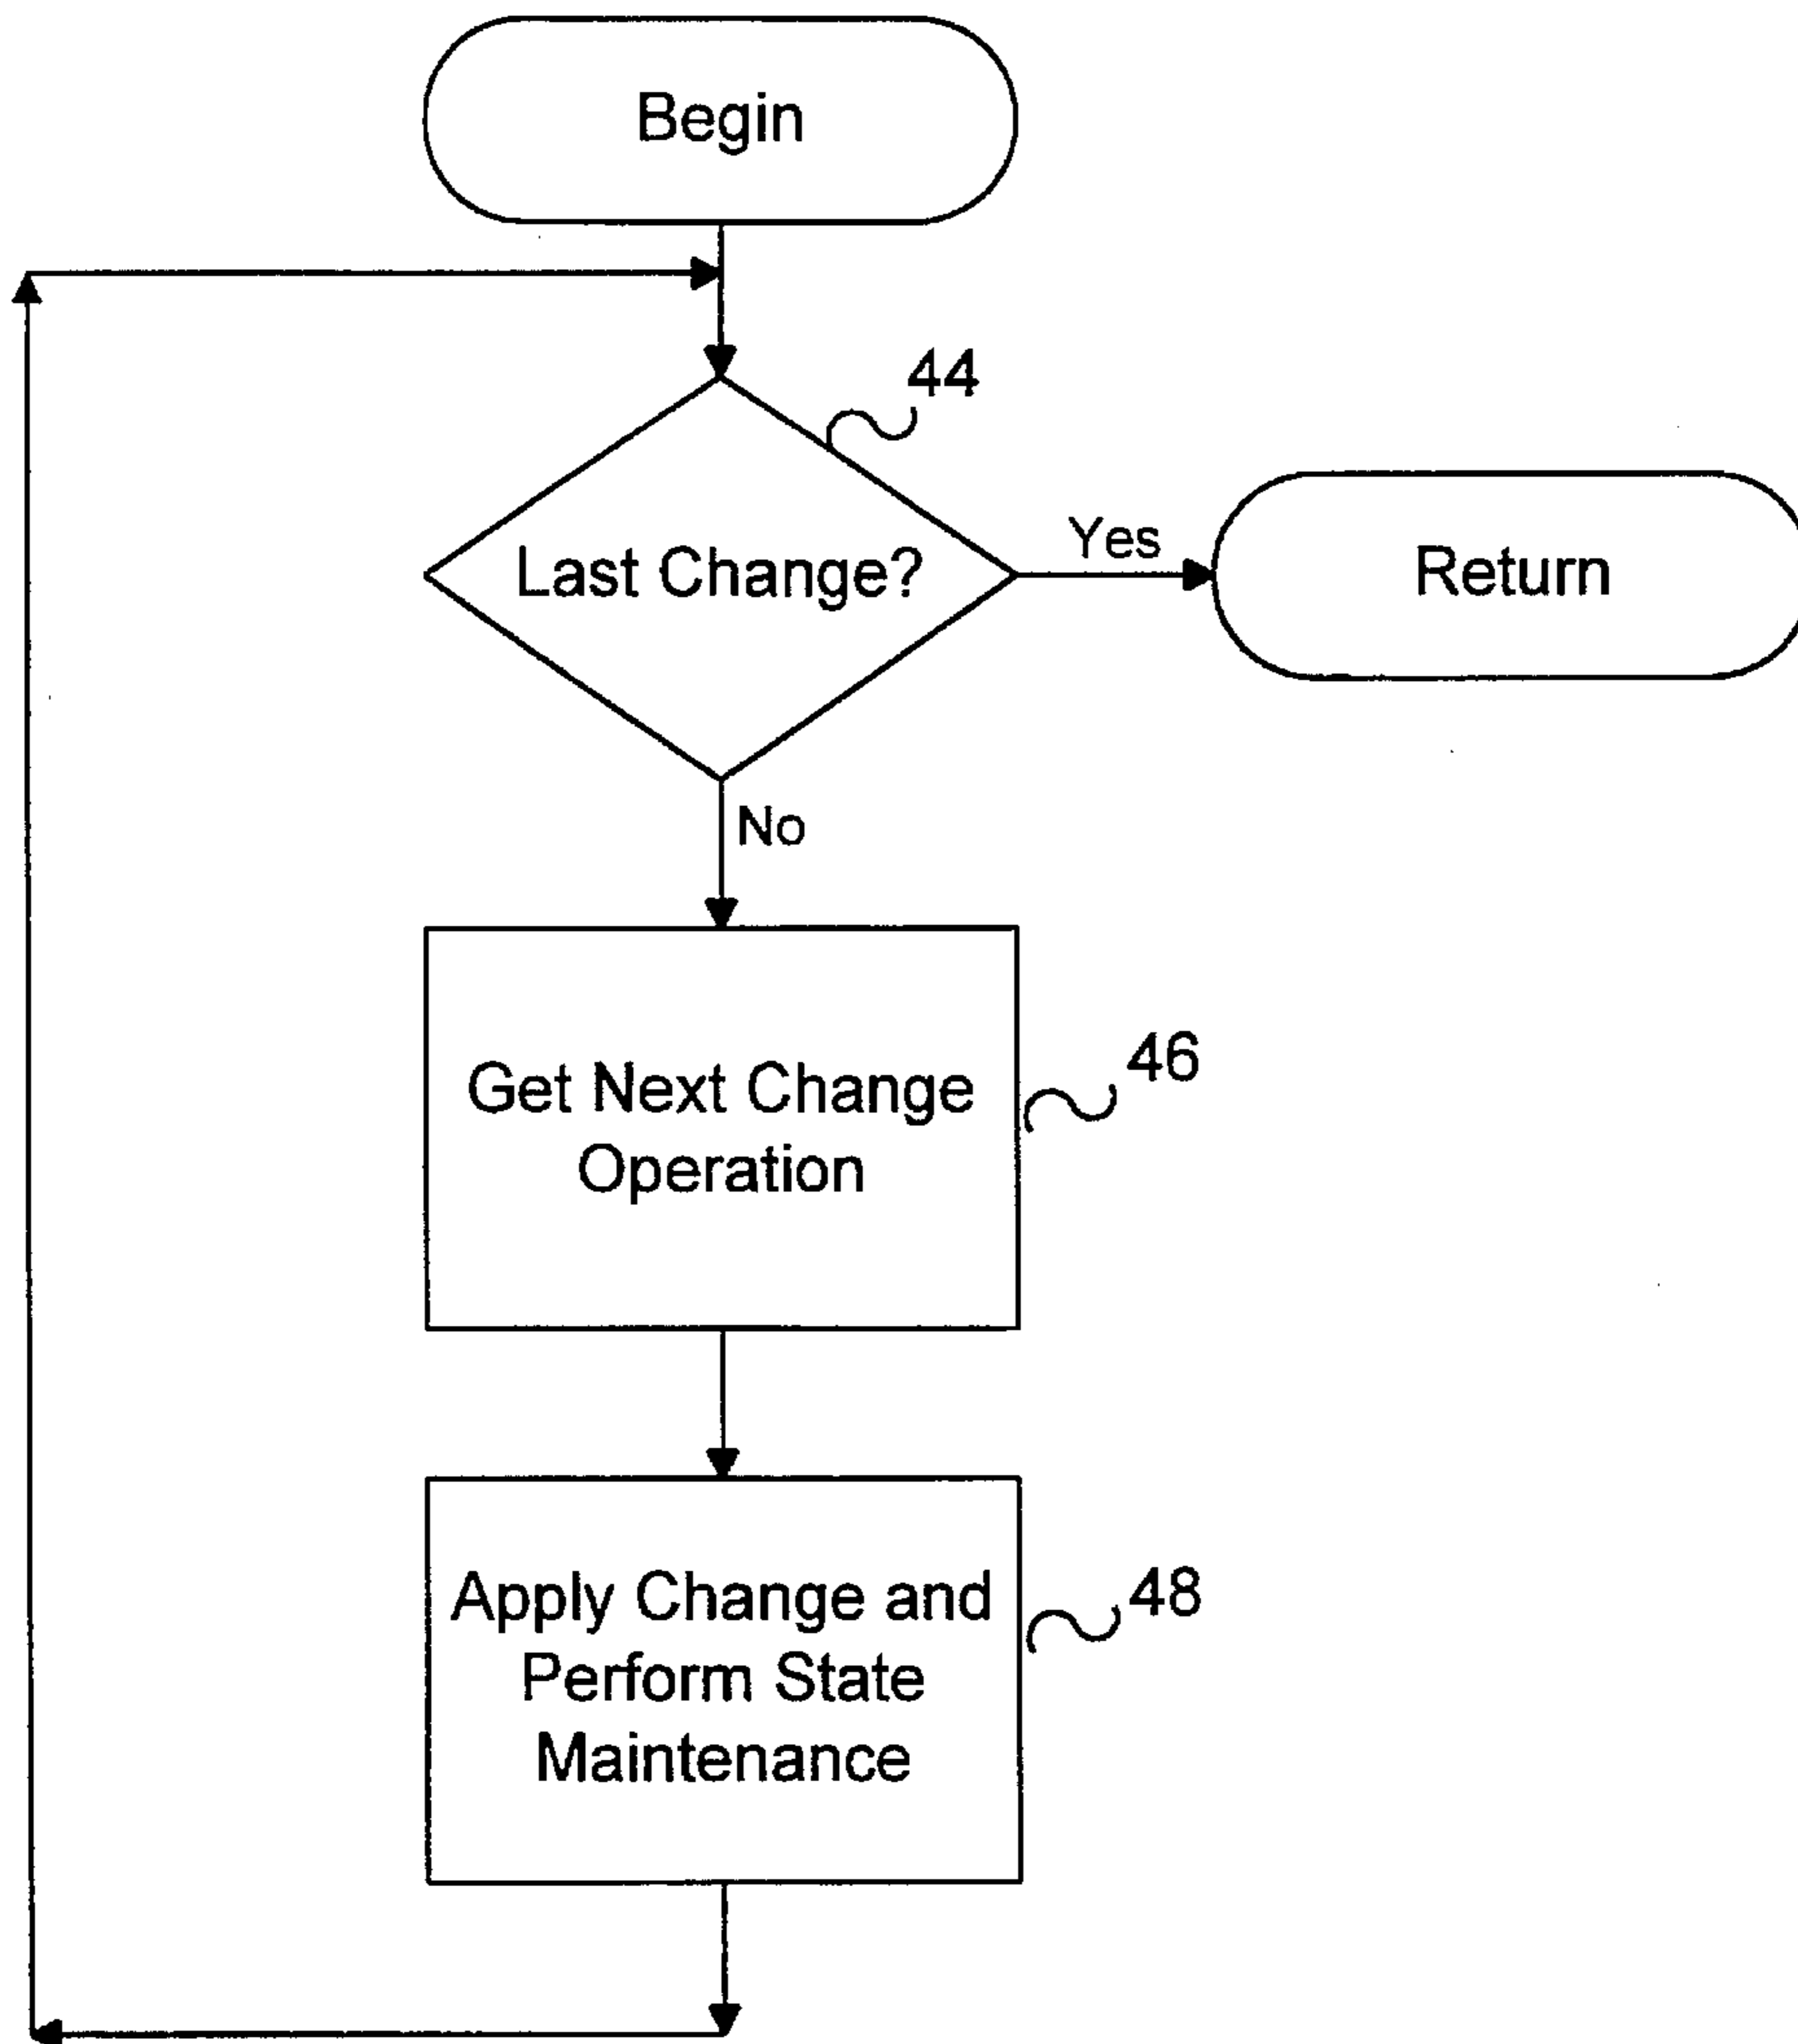 Begin
44
Last Change?
Yes
Return
No
Get Next Change
Operation
46
Apply Change and
Perform State
Maintenance
48